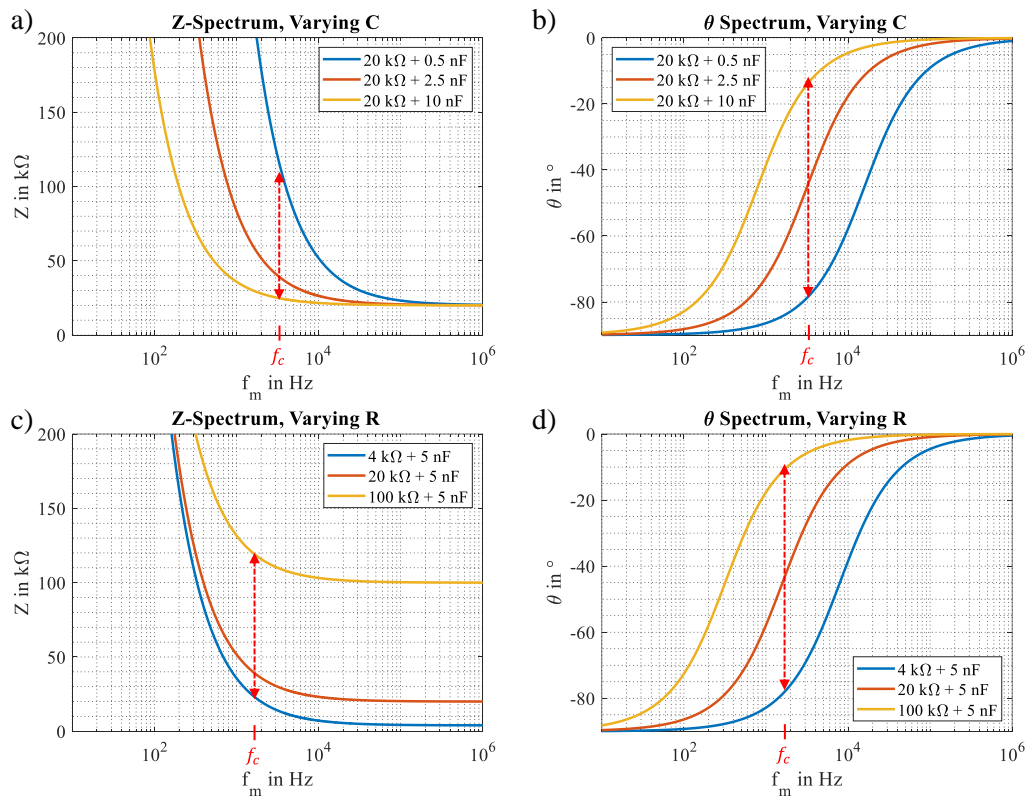 a)
Z-Spectrum, Varying C
200
150
100
50
0
Z in kΩ
20 kΩ + 0.5 nF
20 kΩ + 2.5 nF
20 kΩ + 10 nF
10²
10⁴
10⁶
f_c
f_m in Hz
b)
θ Spectrum, Varying C
0
-20
-40
-60
-80
θ in °
20 kΩ + 0.5 nF
20 kΩ + 2.5 nF
20 kΩ + 10 nF
10²
10⁴
10⁶
f_c
f_m in Hz
c)
Z-Spectrum, Varying R
200
150
100
50
0
Z in kΩ
4 kΩ + 5 nF
20 kΩ + 5 nF
100 kΩ + 5 nF
10²
10⁴
10⁶
f_c
f_m in Hz
d)
θ Spectrum, Varying R
0
-20
-40
-60
-80
θ in °
4 kΩ + 5 nF
20 kΩ + 5 nF
100 kΩ + 5 nF
10²
10⁴
10⁶
f_c
f_m in Hz